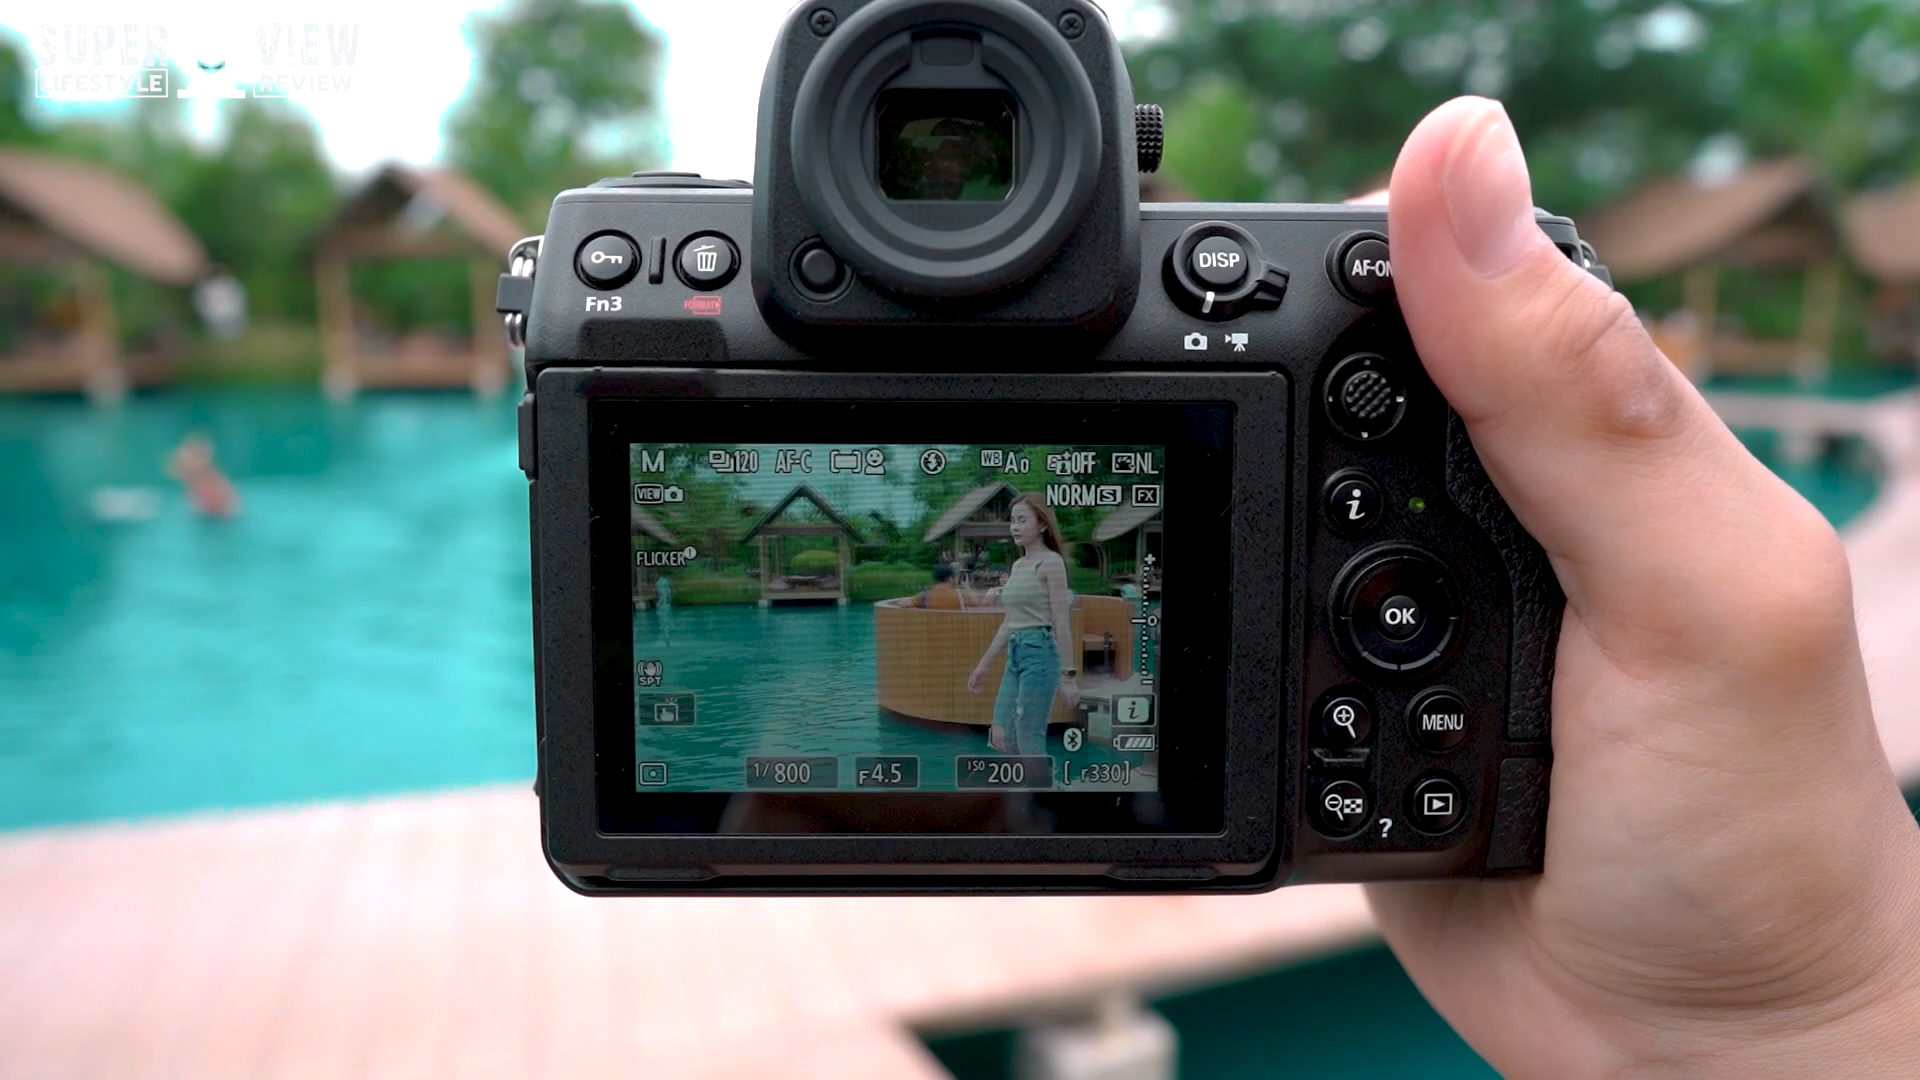 SUPER VIEW
LIFESTYLE REVIEW
DISP
AF-ON
Fn3
FORMAT
M 120 AF-C WB A0 OFF NL
VIEW NORM S FX
FLICKER
SPT
i
1/800 F4.5 ISO 200 [r330]
i
OK
MENU
?